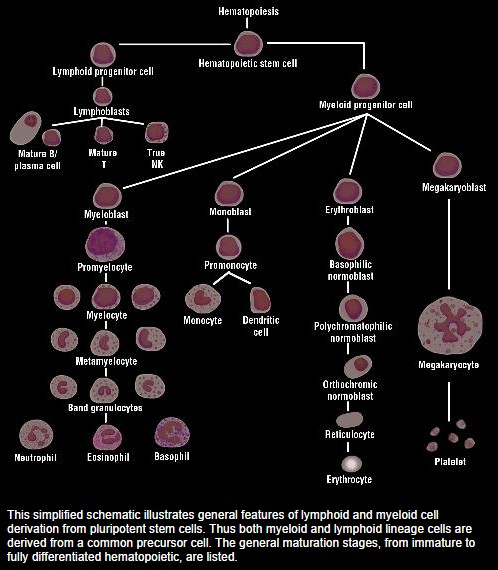 Hematopoiesis
Hematopoietic stem cell
Lymphoid progenitor cell
Myeloid progenitor cell
Lymphoblasts
Mature B/
plasma cell
Mature
T
True
NK
Myeloblast
Monoblast
Erythroblast
Megakaryoblast
Promyelocyte
Promonocyte
Basophilic
normoblast
Myelocyte
Monocyte
Dendritic
cell
Polychromatophilic
normoblast
Metamyelocyte
Megakaryocyte
Orthochromic
normoblast
Band granulocytes
Reticulocyte
Neutrophil
Eosinophil
Basophil
Platelet
Erythrocyte
This simplified schematic illustrates general features of lymphoid and myeloid cell
derivation from pluripotent stem cells. Thus both myeloid and lymphoid lineage cells are
derived from a common precursor cell. The general maturation stages, from immature to
fully differentiated hematopoietic, are listed.